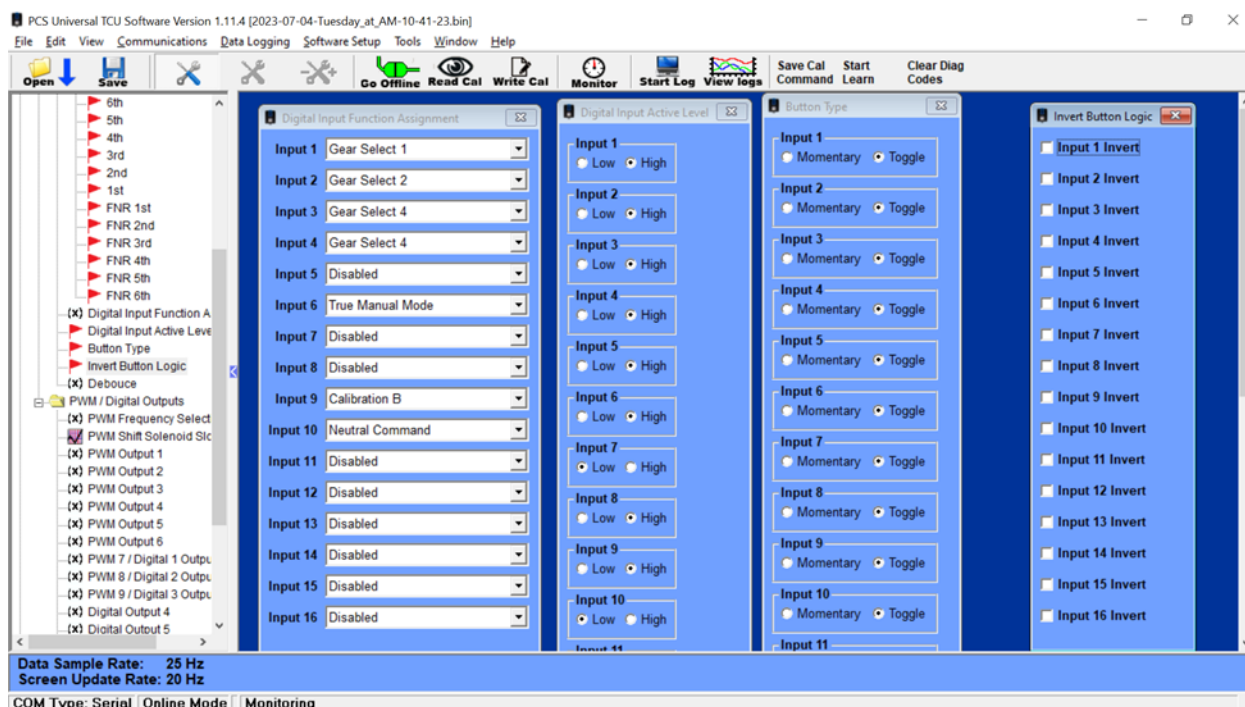 PCS Universal TCU Software Version 1.11.4 [2023-07-04-Tuesday_at_AM-10-41-23.bin]
File Edit View Communications Data Logging Software Setup Tools Window Help
Open Save Go Offline Read Cal Write Cal Monitor Start Log View logs Save Cal Command Start Learn Clear Diag Codes
6th
5th
4th
3rd
2nd
1st
FNR 1st
FNR 2nd
FNR 3rd
FNR 4th
FNR 5th
FNR 6th
(x) Digital Input Function A
Digital Input Active Leve
Button Type
Invert Button Logic
(x) Debouce
PWM / Digital Outputs
(x) PWM Frequency Select
PWM Shift Solenoid Slc
(x) PWM Output 1
(x) PWM Output 2
(x) PWM Output 3
(x) PWM Output 4
(x) PWM Output 5
(x) PWM Output 6
(x) PWM 7 / Digital 1 Outpu
(x) PWM 8 / Digital 2 Outpu
(x) PWM 9 / Digital 3 Outpu
(x) Digital Output 4
(x) Digital Output 5
Digital Input Function Assignment
Input 1 Gear Select 1
Input 2 Gear Select 2
Input 3 Gear Select 4
Input 4 Gear Select 4
Input 5 Disabled
Input 6 True Manual Mode
Input 7 Disabled
Input 8 Disabled
Input 9 Calibration B
Input 10 Neutral Command
Input 11 Disabled
Input 12 Disabled
Input 13 Disabled
Input 14 Disabled
Input 15 Disabled
Input 16 Disabled
Digital Input Active Level
Input 1
Low High
Input 2
Low High
Input 3
Low High
Input 4
Low High
Input 5
Low High
Input 6
Low High
Input 7
Low High
Input 8
Low High
Input 9
Low High
Input 10
Low High
Input 11
Button Type
Input 1
Momentary Toggle
Input 2
Momentary Toggle
Input 3
Momentary Toggle
Input 4
Momentary Toggle
Input 5
Momentary Toggle
Input 6
Momentary Toggle
Input 7
Momentary Toggle
Input 8
Momentary Toggle
Input 9
Momentary Toggle
Input 10
Momentary Toggle
Input 11
Invert Button Logic
Input 1 Invert
Input 2 Invert
Input 3 Invert
Input 4 Invert
Input 5 Invert
Input 6 Invert
Input 7 Invert
Input 8 Invert
Input 9 Invert
Input 10 Invert
Input 11 Invert
Input 12 Invert
Input 13 Invert
Input 14 Invert
Input 15 Invert
Input 16 Invert
Data Sample Rate: 25 Hz
Screen Update Rate: 20 Hz
COM Type: Serial Online Mode Monitoring